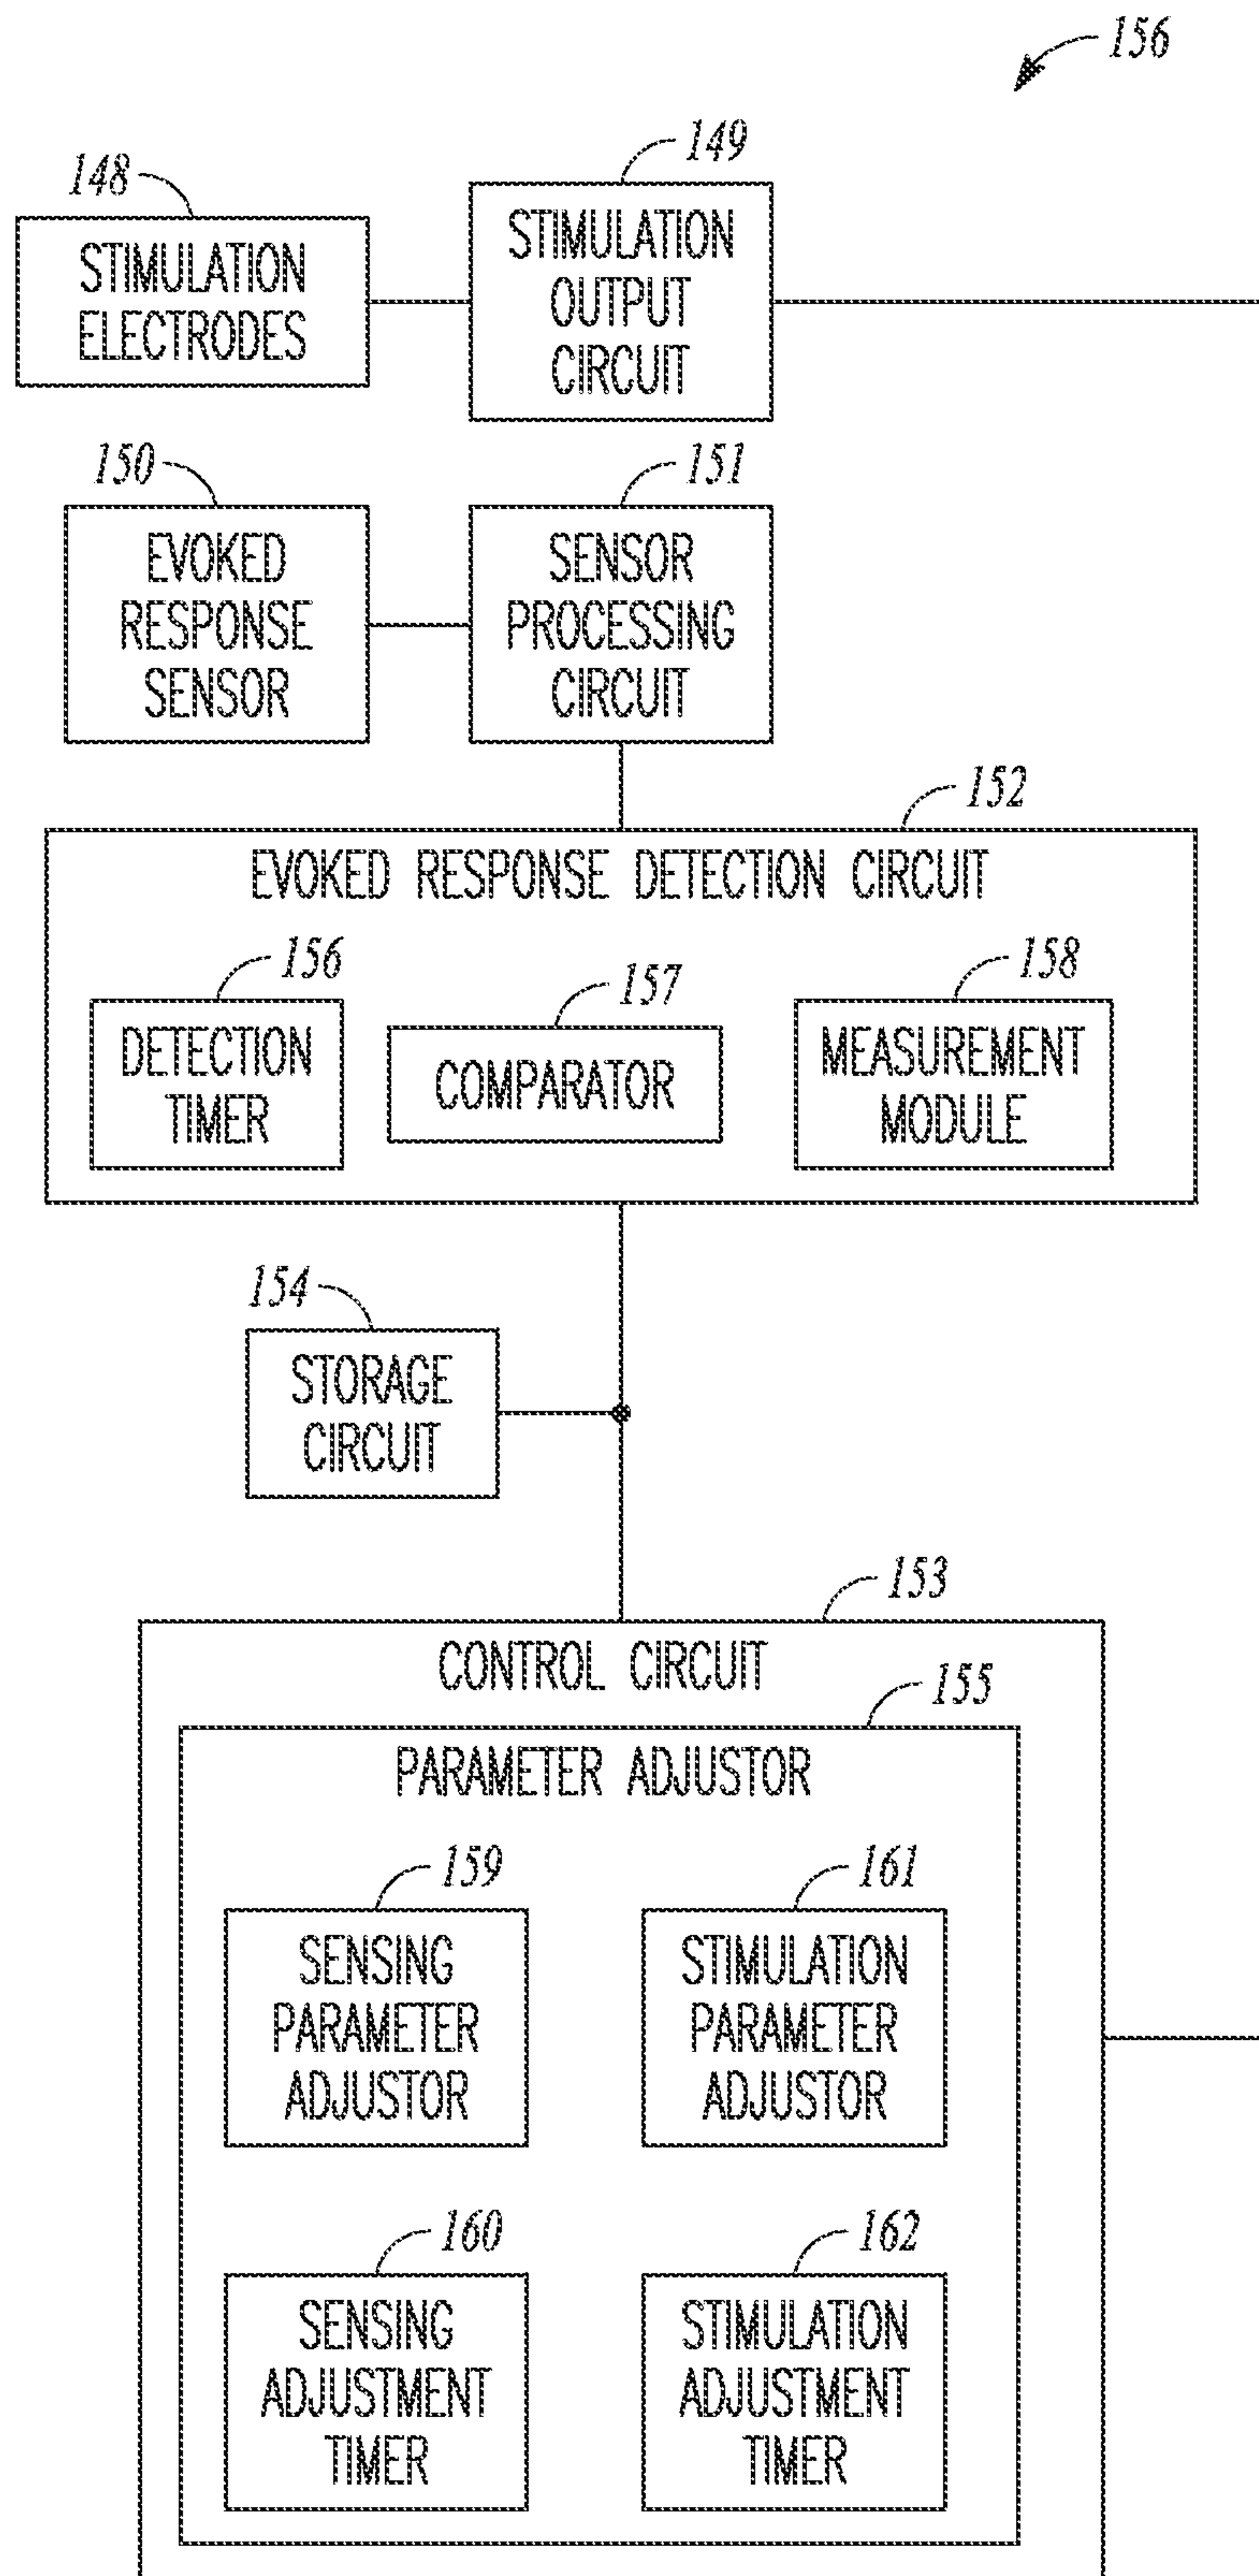 156
149
148
STIMULATION
OUTPUT
CIRCUIT
STIMULATION
ELECTRODES
150
151
EVOKED
RESPONSE
SENSOR
SENSOR
PROCESSING
CIRCUIT
152
EVOKED RESPONSE DETECTION CIRCUIT
156
157
158
DETECTION
TIMER
COMPARATOR
MEASUREMENT
MODULE
154
STORAGE
CIRCUIT
153
CONTROL CIRCUIT
155
PARAMETER ADJUSTOR
159
161
SENSING
PARAMETER
ADJUSTOR
STIMULATION
PARAMETER
ADJUSTOR
160
162
SENSING
ADJUSTMENT
TIMER
STIMULATION
ADJUSTMENT
TIMER